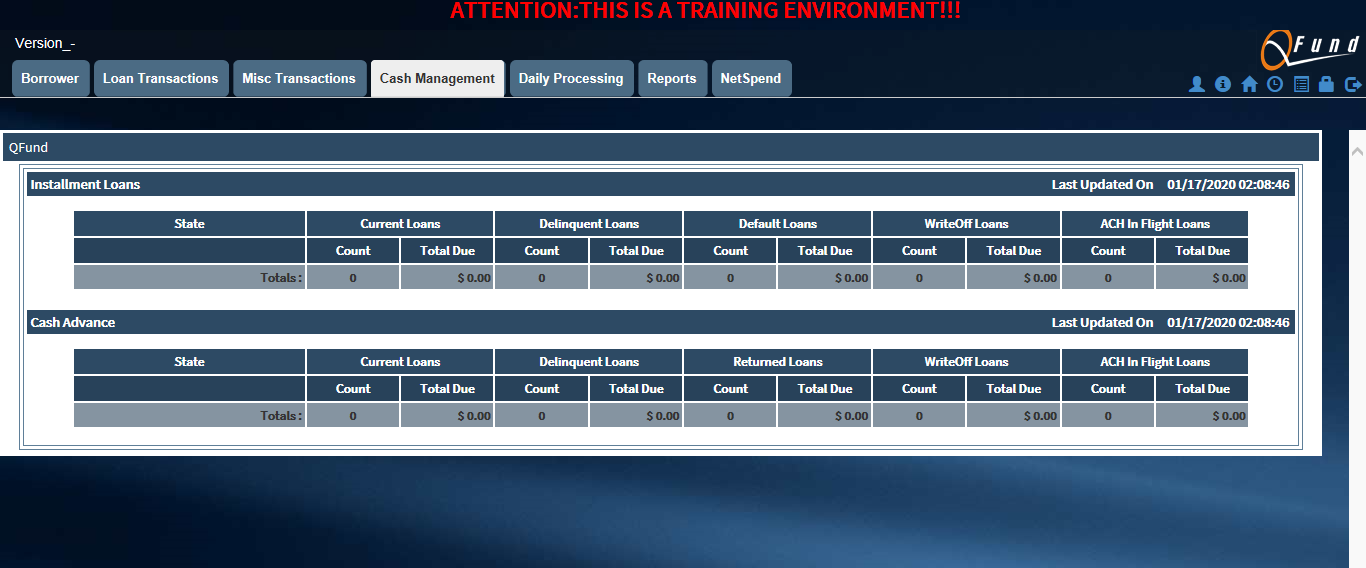 ATTENTION:THIS IS A TRAINING ENVIRONMENT!!!
Version_-
QFund
Borrower Loan Transactions Misc Transactions Cash Management Daily Processing Reports NetSpend
QFund
Installment Loans Last Updated On 01/17/2020 02:08:46
State Current Loans Delinquent Loans Default Loans WriteOff Loans ACH In Flight Loans
Count Total Due Count Total Due Count Total Due Count Total Due Count Total Due
Totals : 0 $ 0.00 0 $ 0.00 0 $ 0.00 0 $ 0.00 0 $ 0.00
Cash Advance Last Updated On 01/17/2020 02:08:46
State Current Loans Delinquent Loans Returned Loans WriteOff Loans ACH In Flight Loans
Count Total Due Count Total Due Count Total Due Count Total Due Count Total Due
Totals : 0 $ 0.00 0 $ 0.00 0 $ 0.00 0 $ 0.00 0 $ 0.00